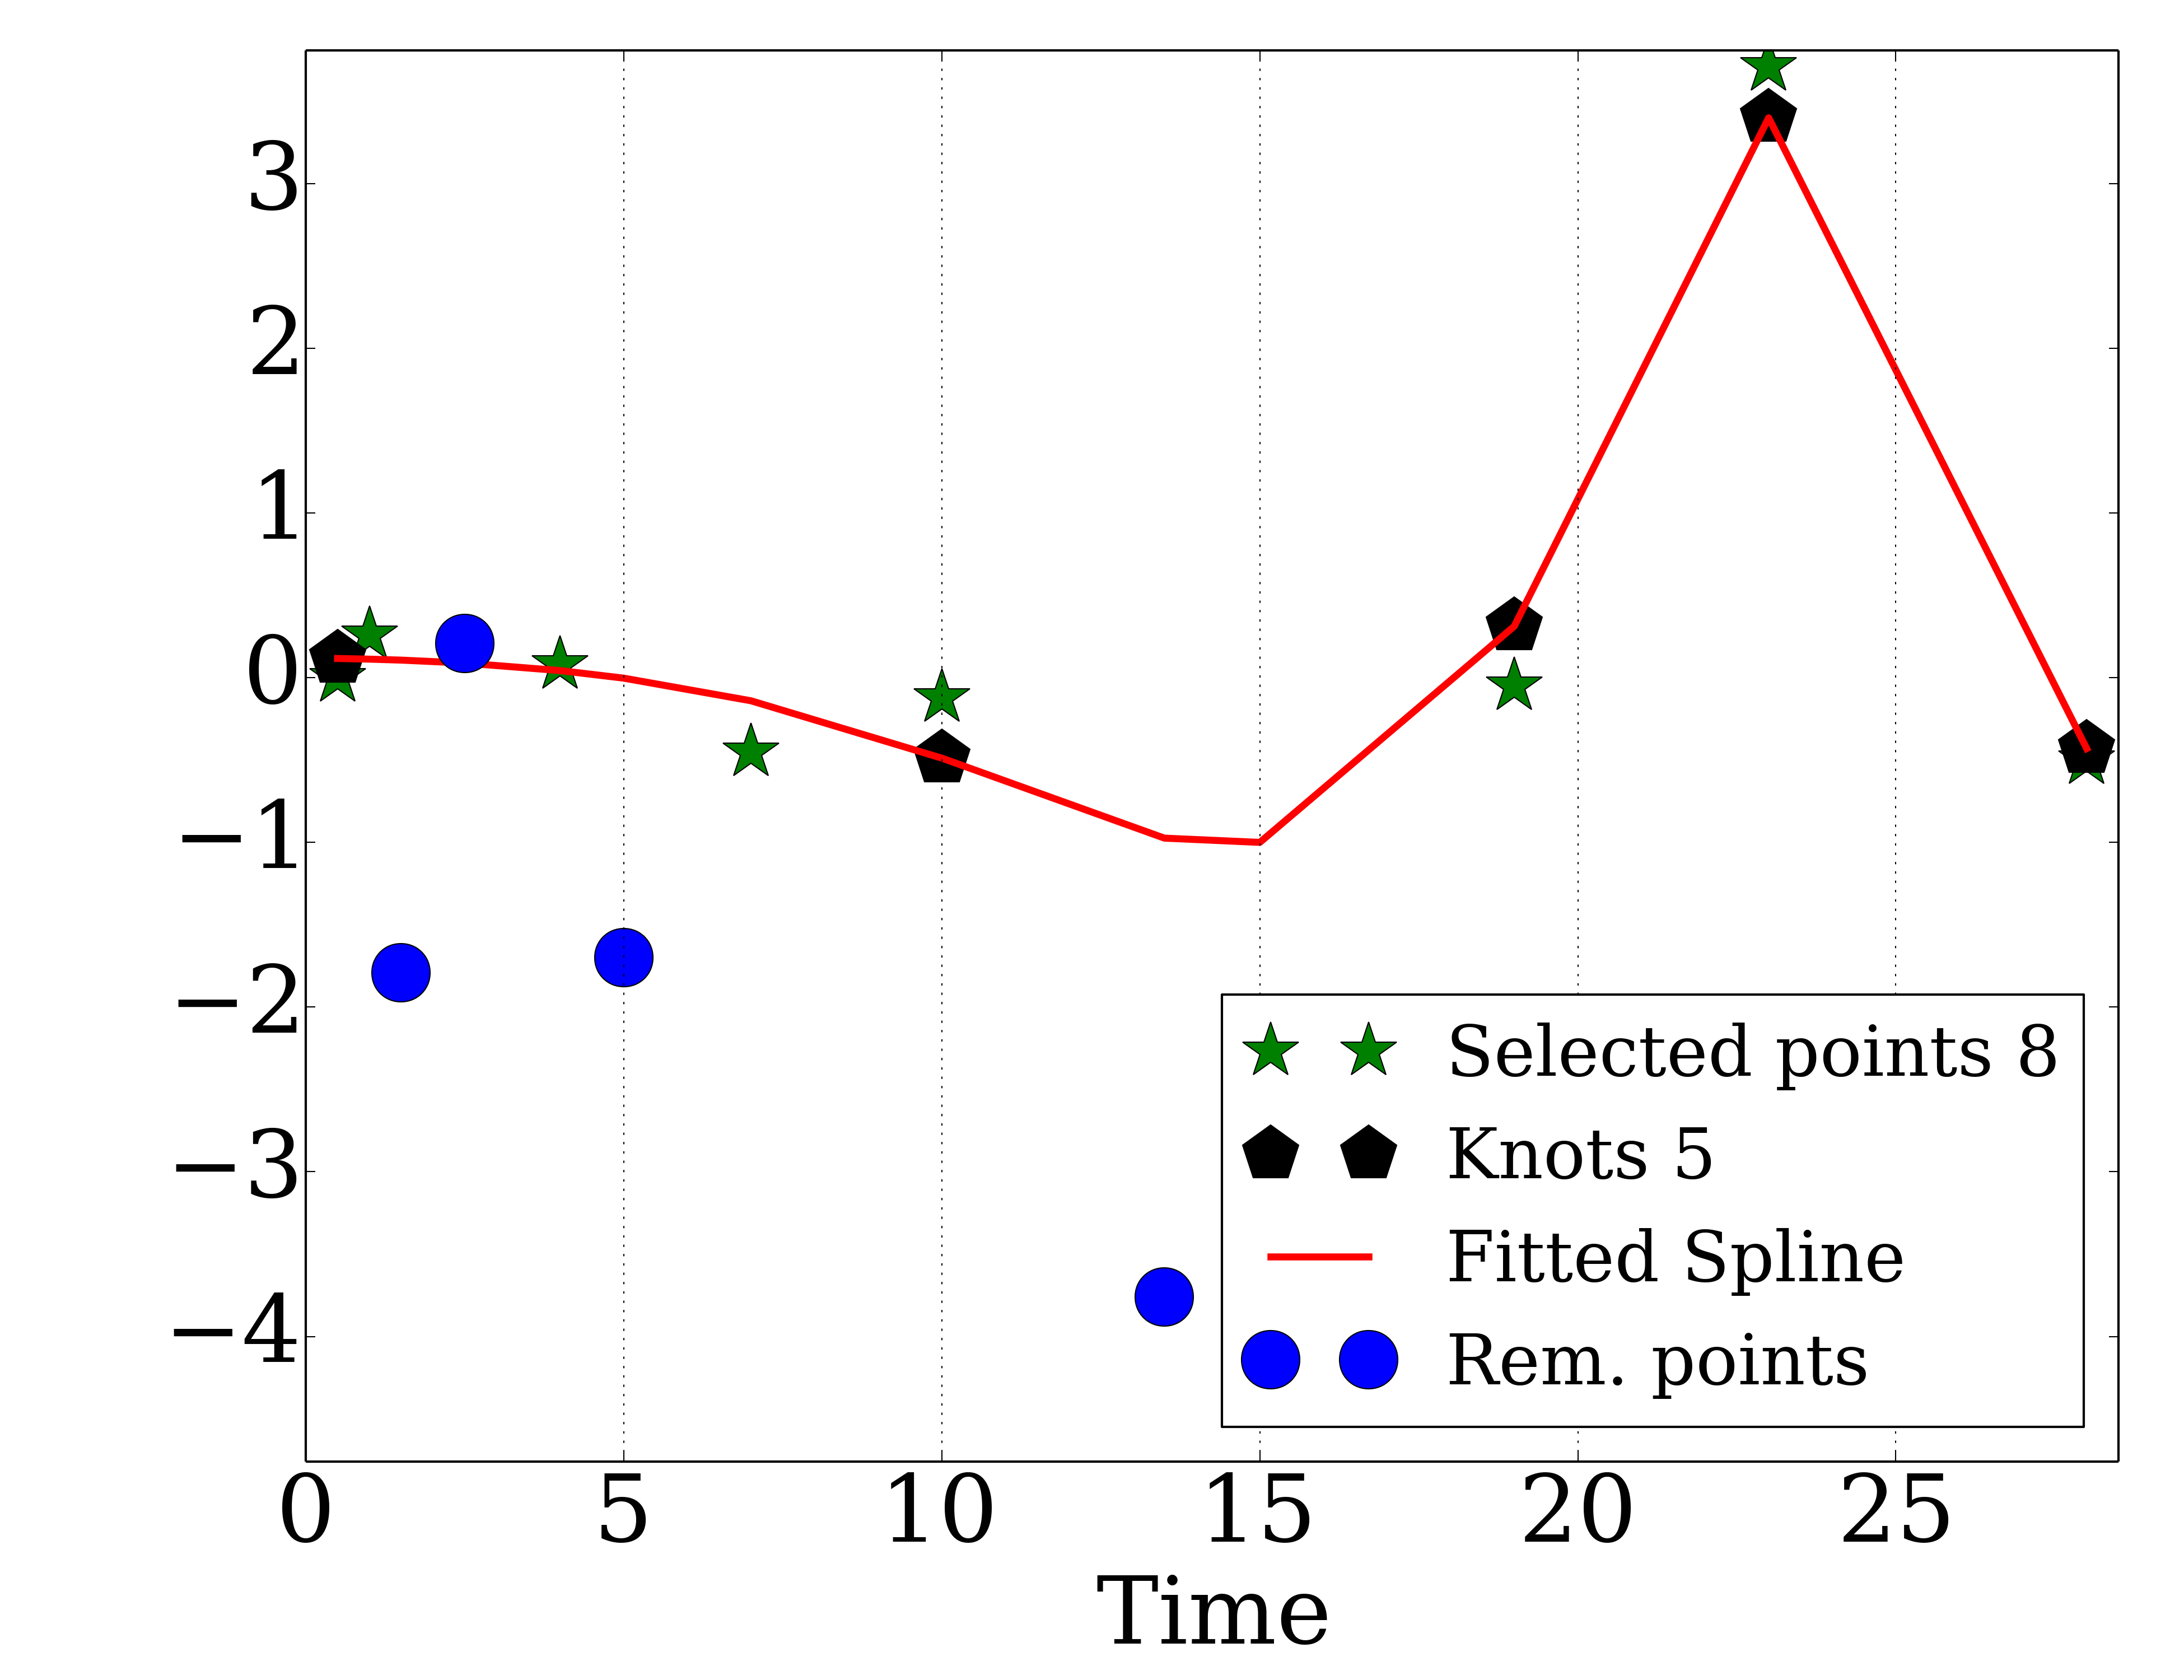 3
2
1
0
−1
−2
−3
−4
Selected points 8
Knots 5
Fitted Spline
Rem. points
0 5 10 15 20 25
Time